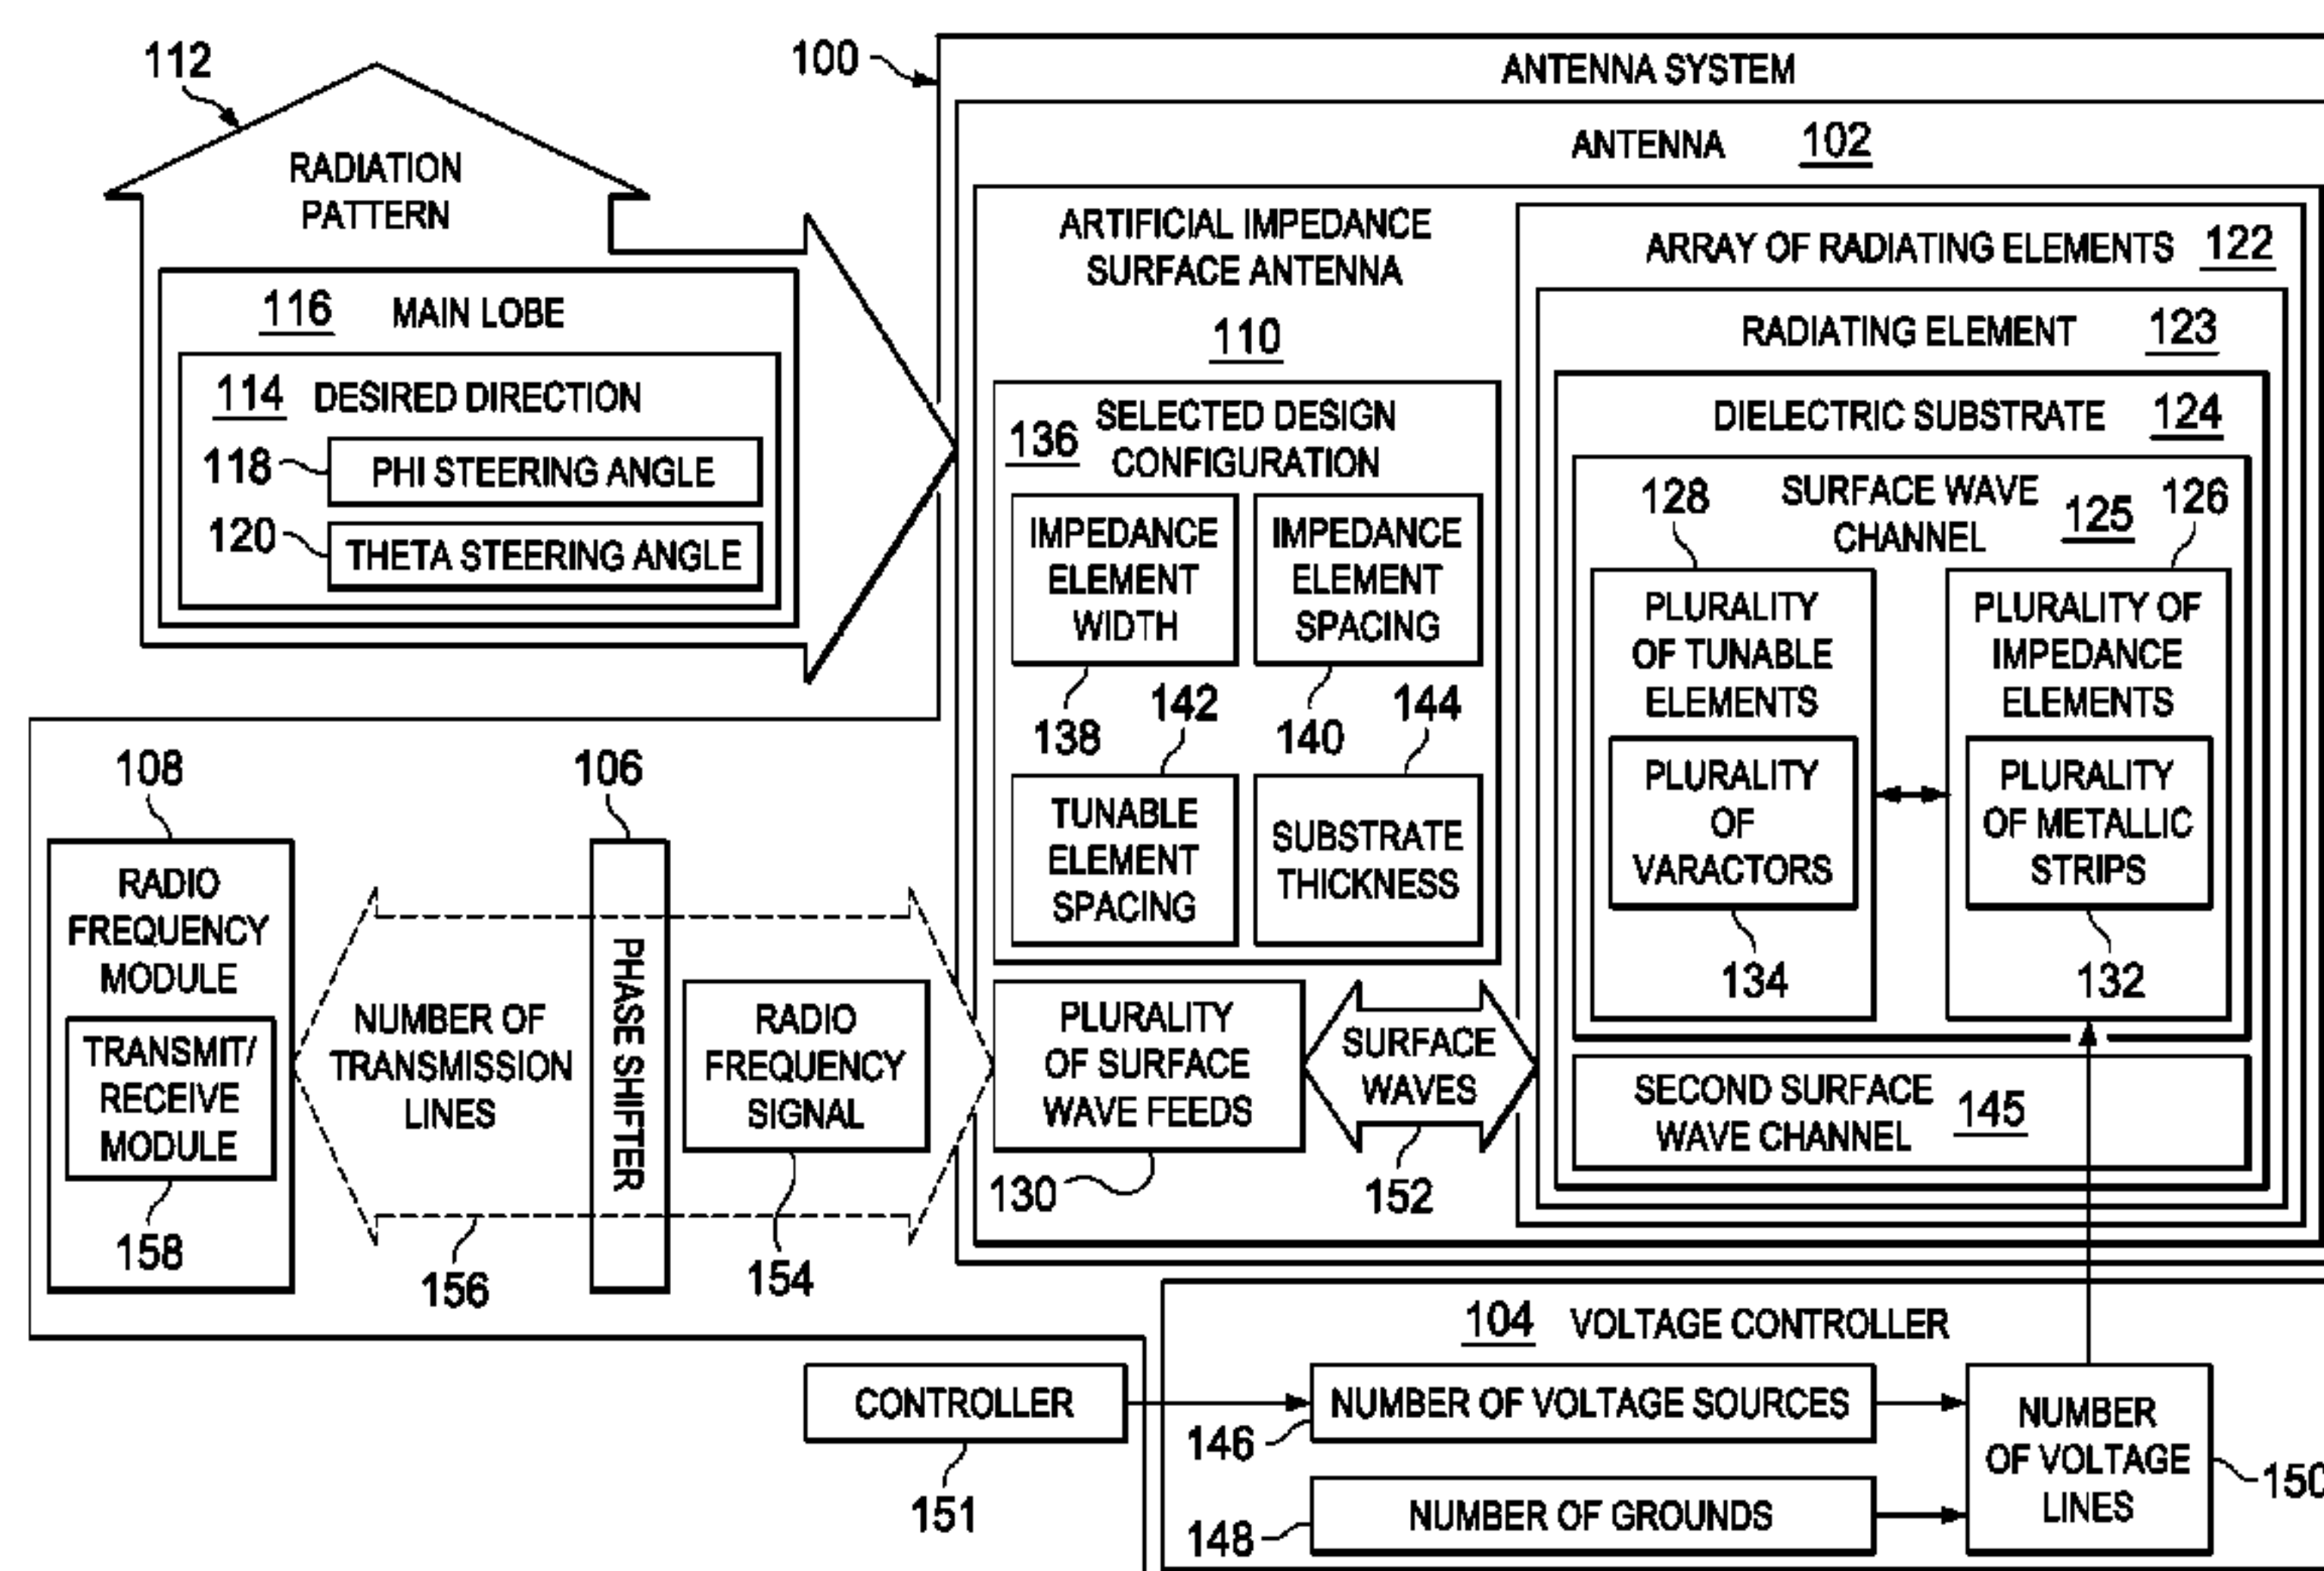 112
RADIATION
PATTERN
116 MAIN LOBE
114 DESIRED DIRECTION
118 PHI STEERING ANGLE
120 THETA STEERING ANGLE
100
ANTENNA SYSTEM
ANTENNA 102
ARTIFICIAL IMPEDANCE
SURFACE ANTENNA
110
136 SELECTED DESIGN
CONFIGURATION
IMPEDANCE
ELEMENT
WIDTH
138
IMPEDANCE
ELEMENT
SPACING
140
142
TUNABLE
ELEMENT
SPACING
144
SUBSTRATE
THICKNESS
ARRAY OF RADIATING ELEMENTS 122
RADIATING ELEMENT 123
DIELECTRIC SUBSTRATE 124
SURFACE WAVE
CHANNEL 125
128
PLURALITY
OF TUNABLE
ELEMENTS
PLURALITY
OF
VARACTORS
134
126
PLURALITY OF
IMPEDANCE
ELEMENTS
PLURALITY
OF METALLIC
STRIPS
132
SECOND SURFACE
WAVE CHANNEL 145
108
RADIO
FREQUENCY
MODULE
TRANSMIT/
RECEIVE
MODULE
158
NUMBER OF
TRANSMISSION
LINES
156
106
PHASE SHIFTER
RADIO
FREQUENCY
SIGNAL
154
PLURALITY
OF SURFACE
WAVE FEEDS
130
SURFACE
WAVES
152
104 VOLTAGE CONTROLLER
CONTROLLER
151
NUMBER OF VOLTAGE SOURCES
146
NUMBER OF GROUNDS
148
NUMBER
OF VOLTAGE
LINES
150